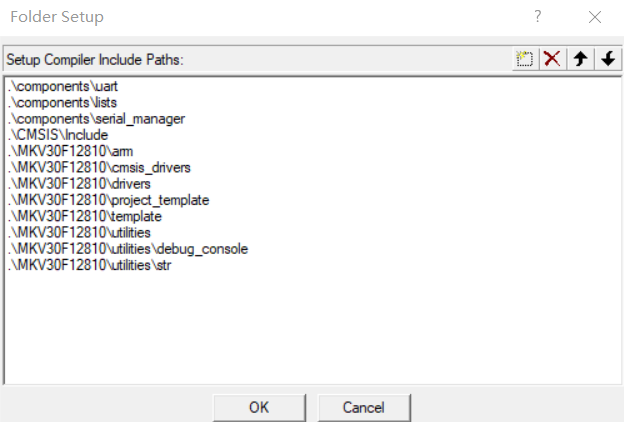 Folder Setup
?
Setup Compiler Include Paths:
.\components\uart
.\components\lists
.\components\serial_manager
.\CMSIS\Include
.\MKV30F12810\arm
.\MKV30F12810\cmsis_drivers
.\MKV30F12810\drivers
.\MKV30F12810\project_template
.\MKV30F12810\template
.\MKV30F12810\utilities
.\MKV30F12810\utilities\debug_console
.\MKV30F12810\utilities\str
OK
Cancel